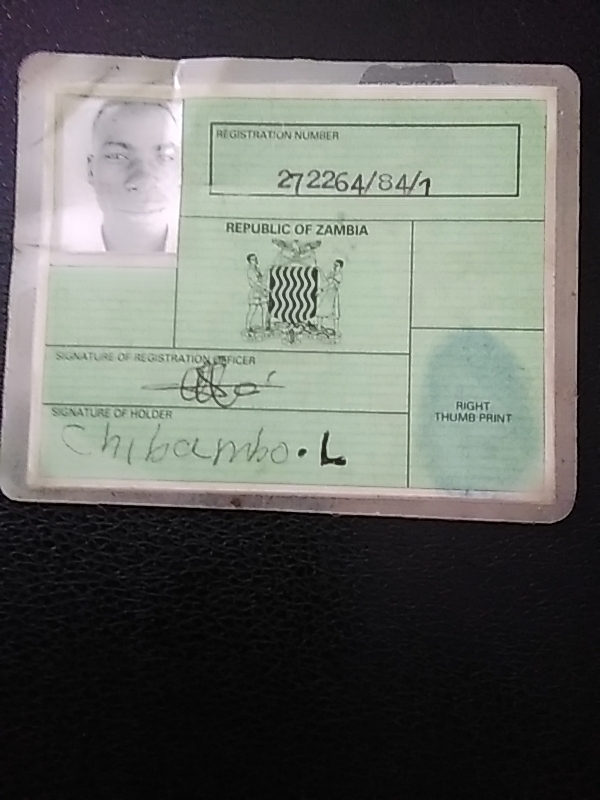 REGISTRATION NUMBER
272264/84/1
REPUBLIC OF ZAMBIA
SIGNATURE OF REGISTRATION OFFICER
SIGNATURE OF HOLDER
Chibambo.L
RIGHT
THUMB PRINT